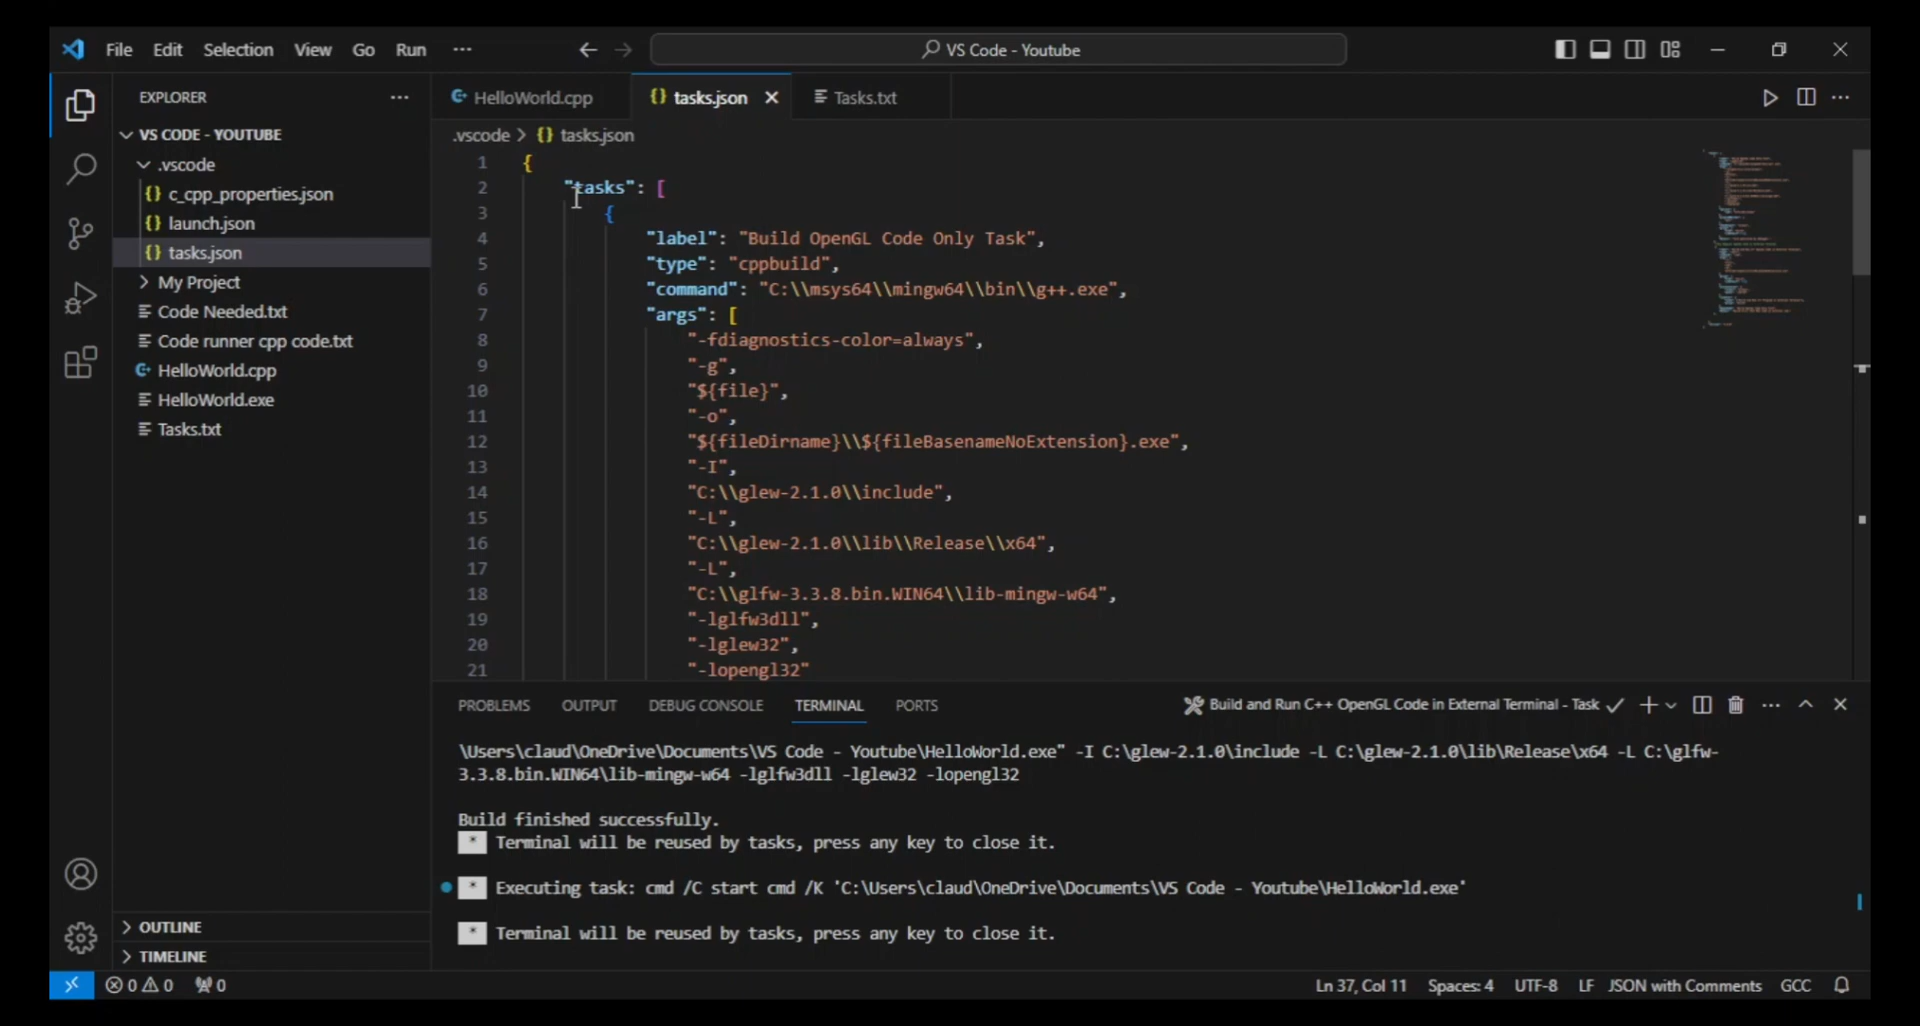 File Edit Selection View Go Run ···
VS Code - Youtube
EXPLORER ···
VS CODE - YOUTUBE
.vscode
{} c_cpp_properties.json
{} launch.json
{} tasks.json
My Project
Code Needed.txt
Code runner cpp code.txt
HelloWorld.cpp
HelloWorld.exe
Tasks.txt
OUTLINE
TIMELINE
HelloWorld.cpp {} tasks.json Tasks.txt
.vscode > {} tasks.json
1 {
2 "tasks": [
3 {
4 "label": "Build OpenGL Code Only Task",
5 "type": "cppbuild",
6 "command": "C:\\msys64\\mingw64\\bin\\g++.exe",
7 "args": [
8 "-fdiagnostics-color=always",
9 "-g",
10 "${file}",
11 "-o",
12 "${fileDirname}\\${fileBasenameNoExtension}.exe",
13 "-I",
14 "C:\\glew-2.1.0\\include",
15 "-L",
16 "C:\\glew-2.1.0\\lib\\Release\\x64",
17 "-L",
18 "C:\\glfw-3.3.8.bin.WIN64\\lib-mingw-w64",
19 "-lglfw3dll",
20 "-lglew32",
21 "-lopengl32"
PROBLEMS OUTPUT DEBUG CONSOLE TERMINAL PORTS
Build and Run C++ OpenGL Code in External Terminal - Task
\Users\claud\OneDrive\Documents\VS Code - Youtube\HelloWorld.exe" -I C:\glew-2.1.0\include -L C:\glew-2.1.0\lib\Release\x64 -L C:\glfw-
3.3.8.bin.WIN64\lib-mingw-w64 -lglfw3dll -lglew32 -lopengl32
Build finished successfully.
* Terminal will be reused by tasks, press any key to close it.
* Executing task: cmd /C start cmd /K 'C:\Users\claud\OneDrive\Documents\VS Code - Youtube\HelloWorld.exe'
* Terminal will be reused by tasks, press any key to close it.
0 0 0
Ln 37, Col 11 Spaces: 4 UTF-8 LF JSON with Comments GCC